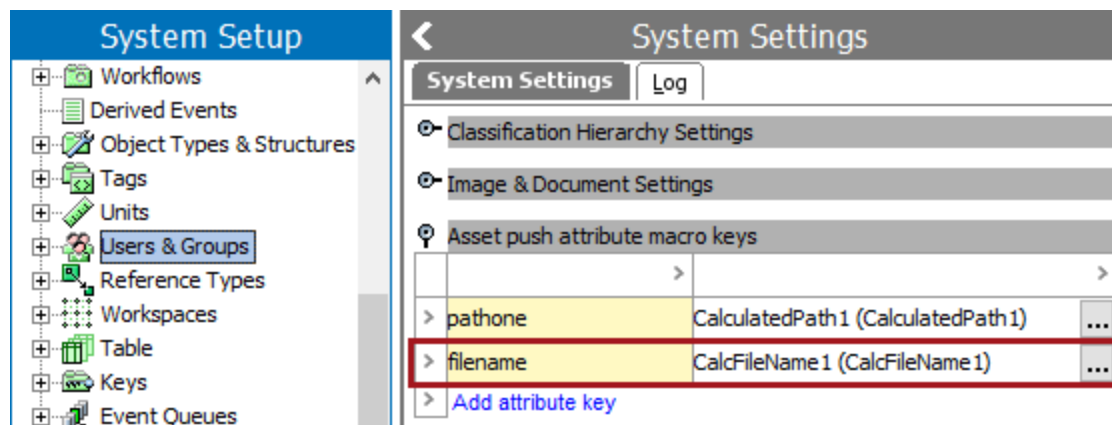 System Setup
Workflows
Derived Events
Object Types & Structures
Tags
Units
Users & Groups
Reference Types
Workspaces
Table
Keys
Event Queues
System Settings
System Settings
Log
Classification Hierarchy Settings
Image & Document Settings
Asset push attribute macro keys
> >
> pathone CalculatedPath1 (CalculatedPath1) ...
> filename CalcFileName1 (CalcFileName1) ...
> Add attribute key